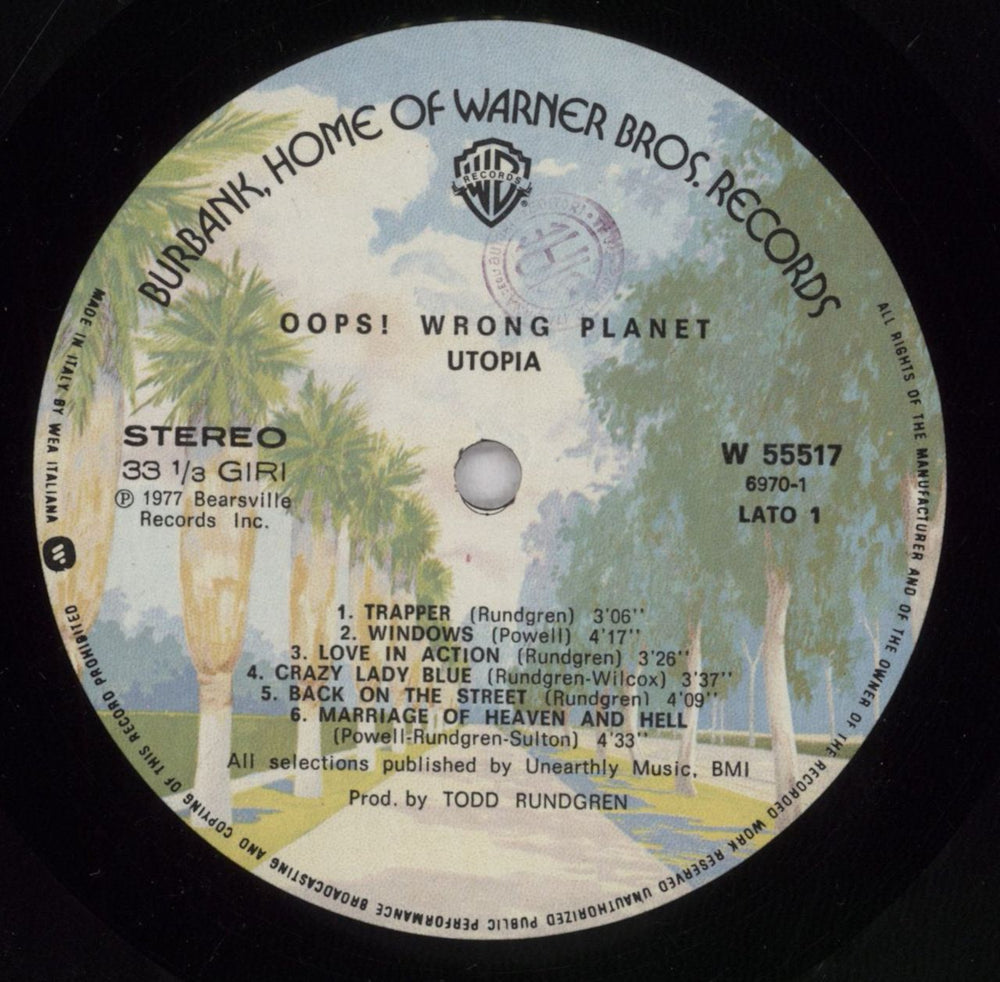 BURBANK, HOME OF WARNER BROS. RECORDS
RECORDS
OOPS! WRONG PLANET
UTOPIA
STEREO
33 1/3 GIRI
℗ 1977 Bearsville
Records Inc.
W 55517
6970-1
LATO 1
1. TRAPPER (Rundgren) 3'06''
2. WINDOWS (Powell) 4'17''
3. LOVE IN ACTION (Rundgren) 3'26''
4. CRAZY LADY BLUE (Rundgren-Wilcox) 3'37''
5. BACK ON THE STREET (Rundgren) 4'09''
6. MARRIAGE OF HEAVEN AND HELL
(Powell-Rundgren-Sulton) 4'33''
All selections published by Unearthly Music, BMI
Prod. by TODD RUNDGREN
MADE IN ITALY BY WEA ITALIANA
ALL RIGHTS OF THE MANUFACTURER AND OF THE OWNER OF THE RECORDED WORK RESERVED UNAUTHORIZED PUBLIC PERFORMANCE BROADCASTING AND COPYING OF THIS RECORD PROHIBITED